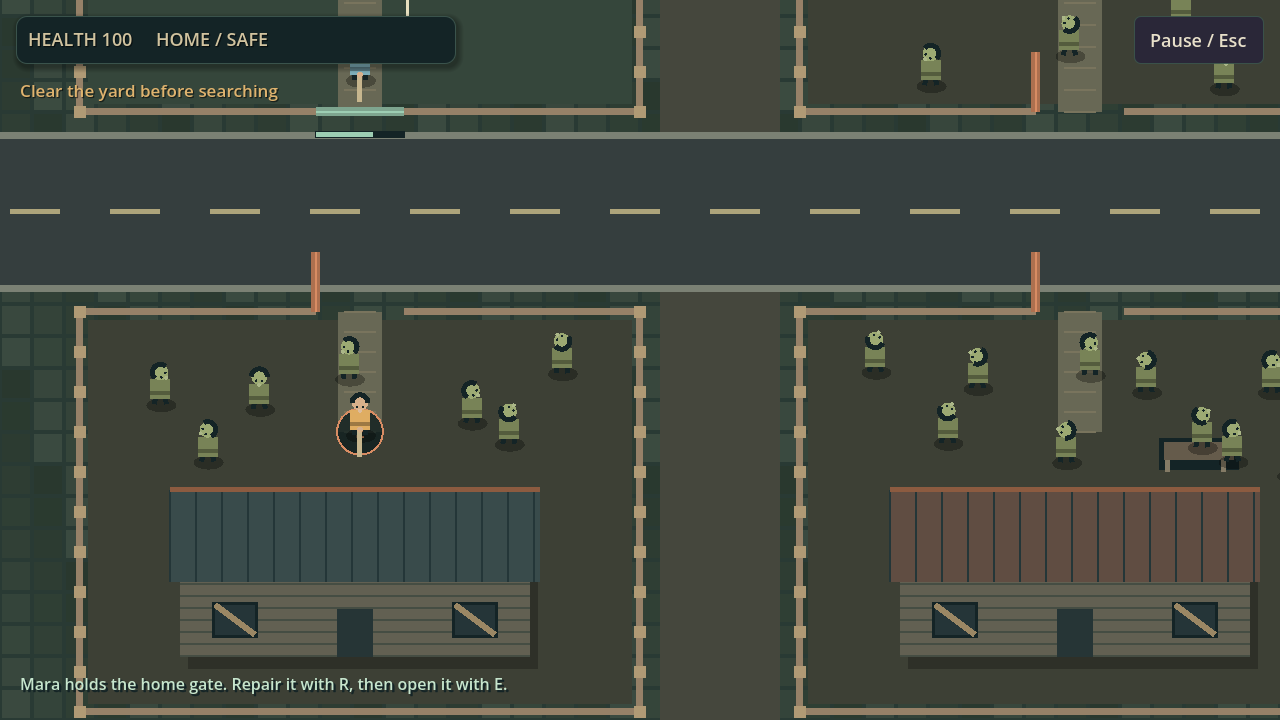 HEALTH 100 HOME / SAFE
Pause / Esc
Clear the yard before searching
Mara holds the home gate. Repair it with R, then open it with E.